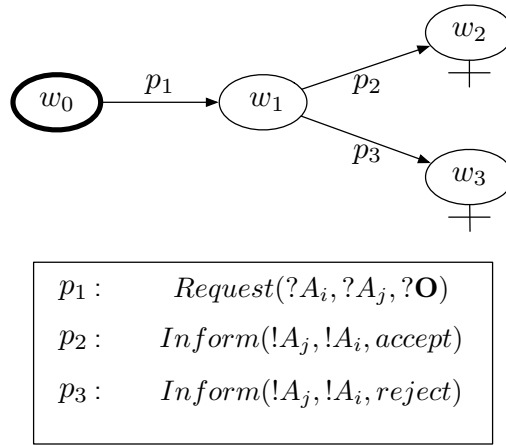 w₂
p₁
p₂
w₀
w₁
p₃
w₃
p₁ : Request(?Aᵢ, ?Aⱼ, ?O)
p₂ : Inform(!Aⱼ, !Aᵢ, accept)
p₃ : Inform(!Aⱼ, !Aᵢ, reject)